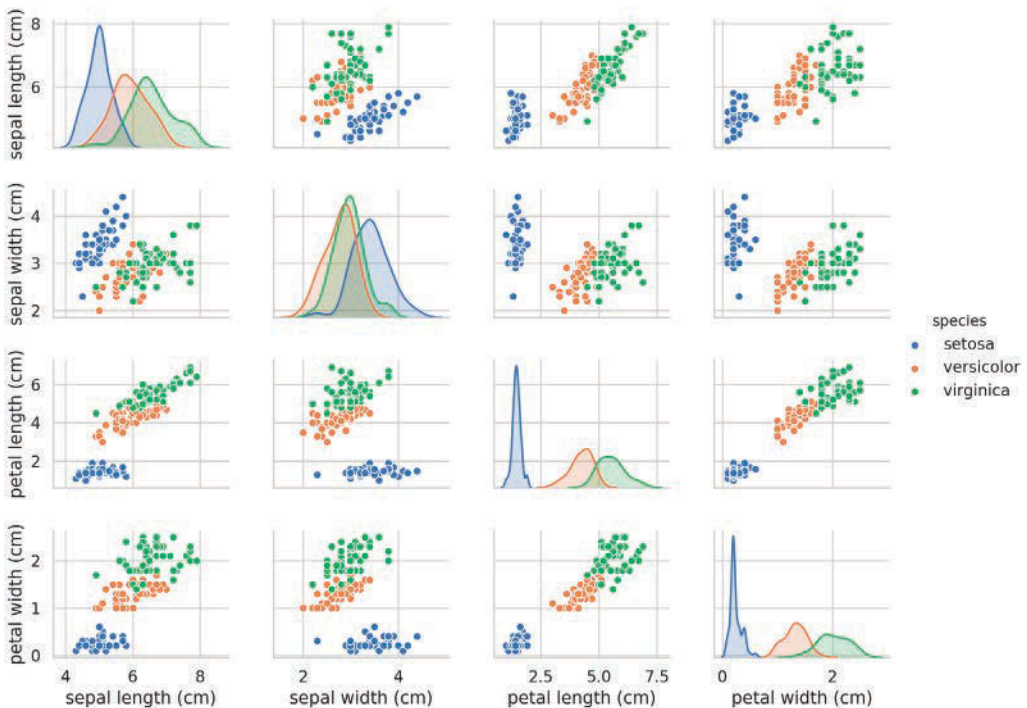 sepal length (cm)
8
6
sepal width (cm)
4
3
2
species
setosa
versicolor
virginica
petal length (cm)
6
4
2
petal width (cm)
2
1
0
4
6
8
sepal length (cm)
2
4
sepal width (cm)
2.5
5.0
7.5
petal length (cm)
0
2
petal width (cm)